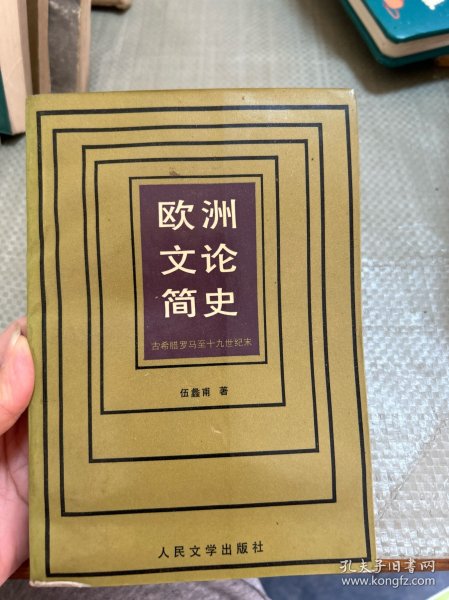 欧洲
文论
简史
古希腊罗马至十九世纪末
伍蠡甫 著
人民文学出版社
孔夫子旧书网
www.kongfz.com